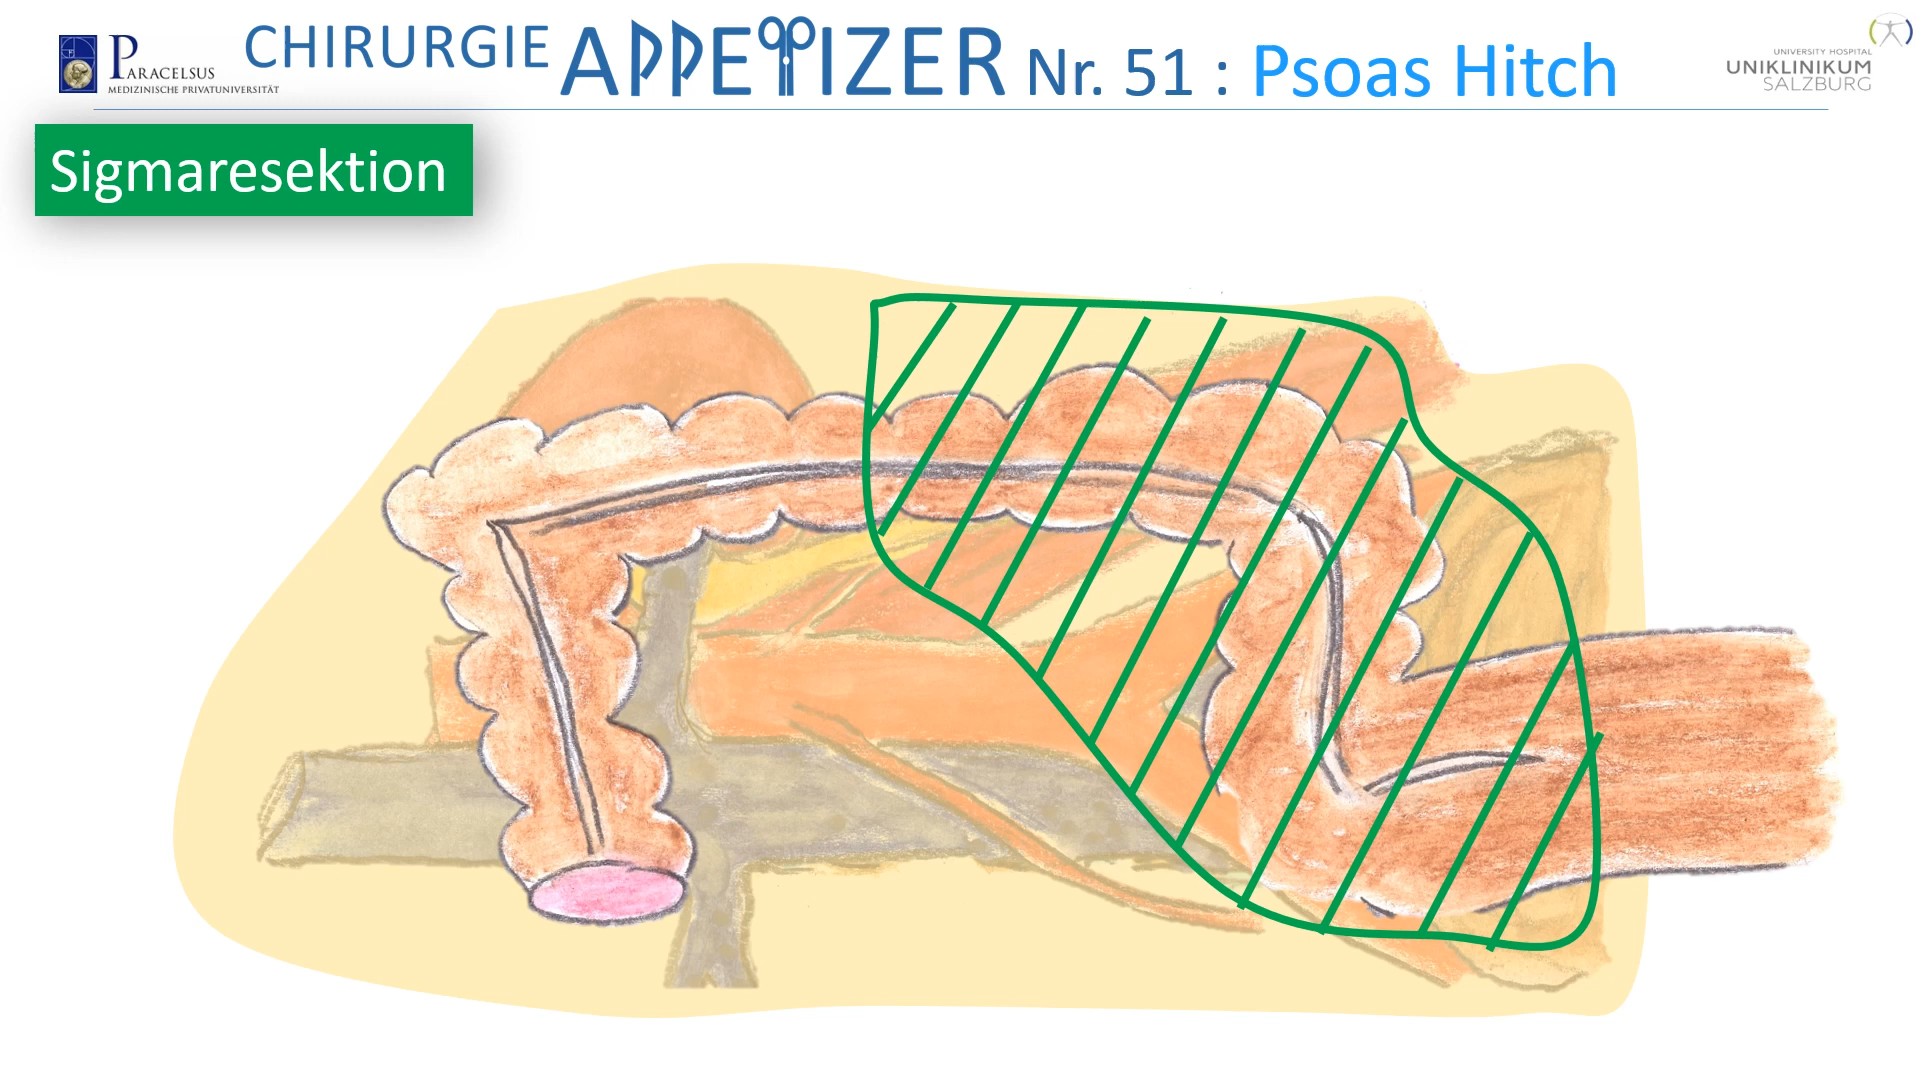 PARACELSUS
MEDIZINISCHE PRIVATUNIVERSITÄT
CHIRURGIE APPETIZER Nr. 51 : Psoas Hitch
UNIVERSITY HOSPITAL
UNIKLINIKUM
SALZBURG
Sigmaresektion